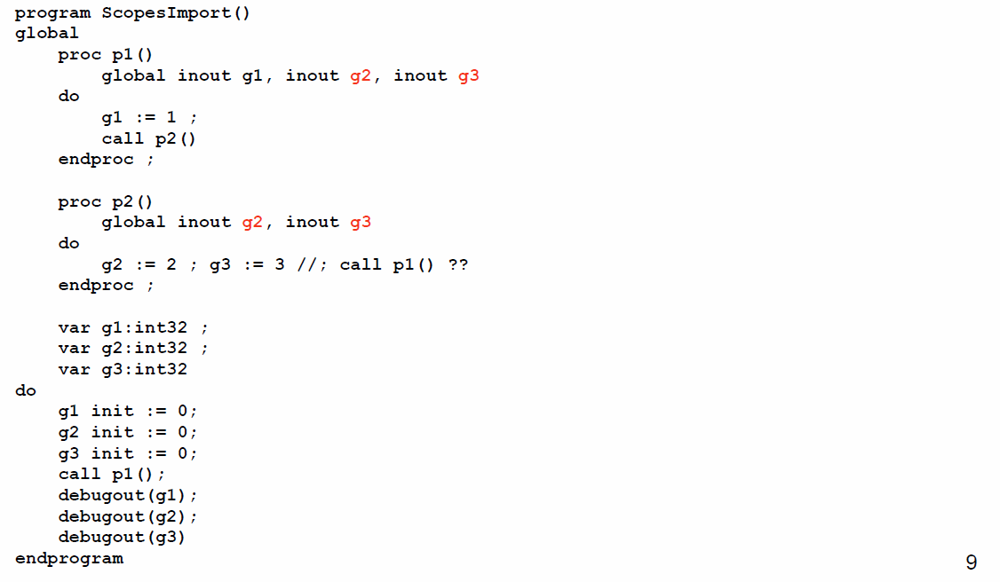 program ScopesImport()
global
    proc p1()
        global inout g1, inout g2, inout g3
    do
        g1 := 1 ;
        call p2()
    endproc ;

    proc p2()
        global inout g2, inout g3
    do
        g2 := 2 ; g3 := 3 //; call p1() ??
    endproc ;

    var g1:int32 ;
    var g2:int32 ;
    var g3:int32
do
    g1 init := 0;
    g2 init := 0;
    g3 init := 0;
    call p1();
    debugout(g1);
    debugout(g2);
    debugout(g3)
endprogram
9